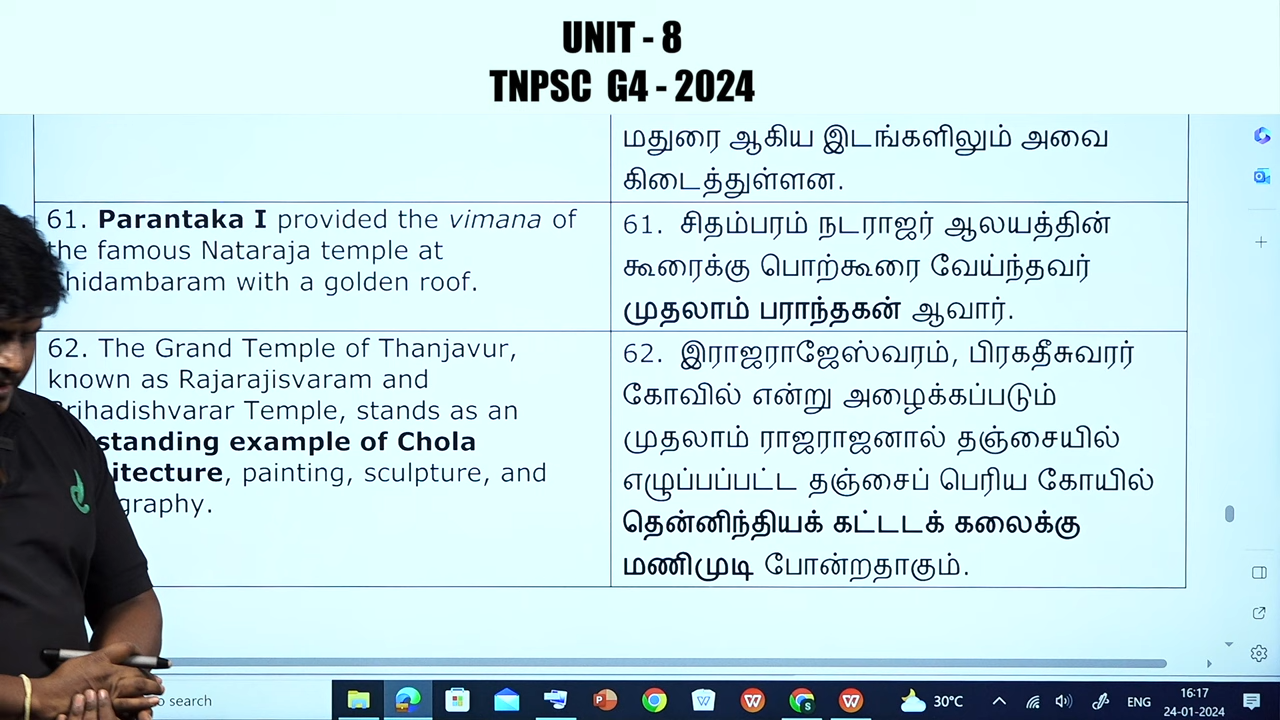 UNIT - 8
TNPSC G4 - 2024
மதுரை ஆகிய இடங்களிலும் அவை
கிடைத்துள்ளன.
61. Parantaka I provided the vimana of
the famous Nataraja temple at
hidambaram with a golden roof.
61. சிதம்பரம் நடராஜர் ஆலயத்தின்
கூரைக்கு பொற்கூரை வேய்ந்தவர்
முதலாம் பராந்தகன் ஆவார்.
62. The Grand Temple of Thanjavur,
known as Rajarajisvaram and
Brihadishvarar Temple, stands as an
standing example of Chola
itecture, painting, sculpture, and
graphy.
62. இராஜராஜேஸ்வரம், பிரகதீசுவரர்
கோவில் என்று அழைக்கப்படும்
முதலாம் ராஜராஜனால் தஞ்சையில்
எழுப்பப்பட்ட தஞ்சைப் பெரிய கோயில்
தென்னிந்தியக் கட்டடக் கலைக்கு
மணிமுடி போன்றதாகும்.
o search
30°C
ENG
16:17
24-01-2024